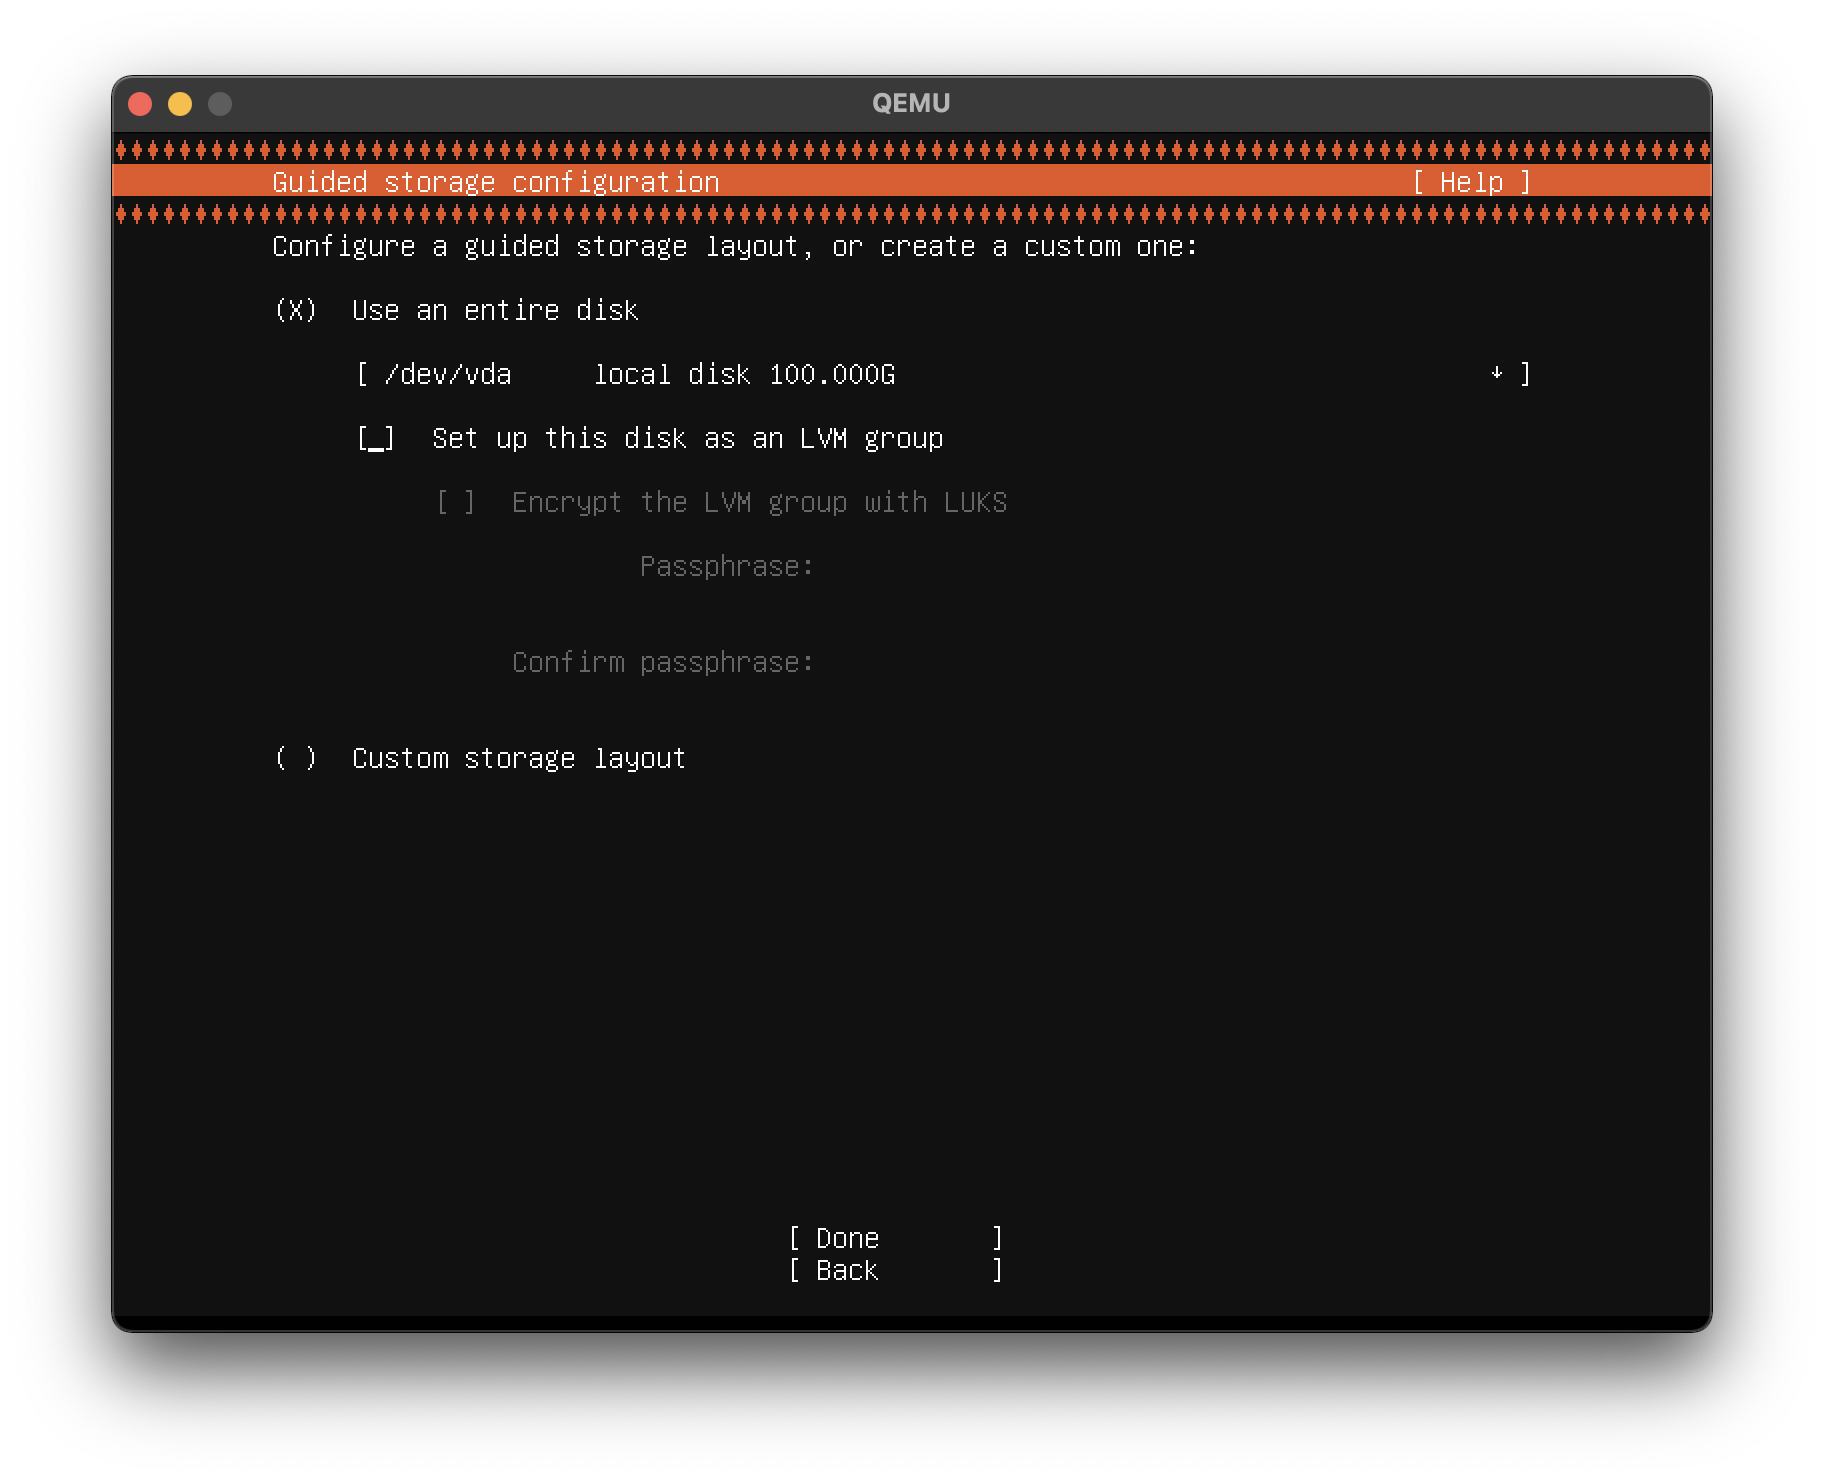 QEMU
Guided storage configuration [ Help ]
Configure a guided storage layout, or create a custom one:
(X) Use an entire disk
[ /dev/vda local disk 100.000G ↓ ]
[_] Set up this disk as an LVM group
[ ] Encrypt the LVM group with LUKS
Passphrase:
Confirm passphrase:
( ) Custom storage layout
[ Done ]
[ Back ]